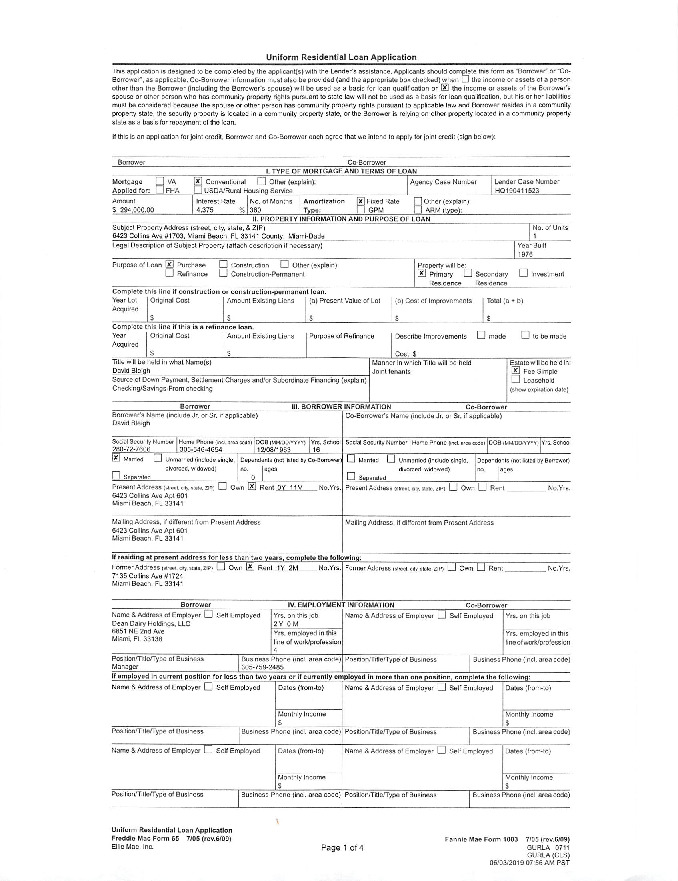 Uniform Residential Loan Application
This application is designed to be completed by the applicant(s) with the Lender's assistance. Applicants should complete this form as "Borrower" or "Co-
Borrower", as applicable. Co-Borrower information must also be provided (and the appropriate box checked) when ☐ the income or assets of a person
other than the Borrower (including the Borrower's spouse) will be used as a basis for loan qualification or ☒ the income or assets of the Borrower's
spouse or other person who has community property rights pursuant to state law will not be used as a basis for loan qualification, but his or her liabilities
must be considered because the spouse or other person has community property rights pursuant to applicable law and Borrower resides in a community
property state, the security property is located in a community property state, or the Borrower is relying on other property located in a community property
state as a basis for repayment of the loan.
If this is an application for joint credit, Borrower and Co-Borrower each agree that we intend to apply for joint credit (sign below):
Borrower Co-Borrower
I. TYPE OF MORTGAGE AND TERMS OF LOAN
Mortgage ☐ VA ☒ Conventional ☐ Other (explain): Agency Case Number Lender Case Number
Applied for: ☐ FHA ☐ USDA/Rural Housing Service HO190411523
Amount Interest Rate No. of Months Amortization ☒ Fixed Rate ☐ Other (explain)
$ 294,000.00 4.375 % 360 Type: ☐ GPM ☐ ARM (type):
II. PROPERTY INFORMATION AND PURPOSE OF LOAN
Subject Property Address (street, city, state, & ZIP) No. of Units
6423 Collins Ave #1703, Miami Beach, FL 33141 County: Miami-Dade 1
Legal Description of Subject Property (attach description if necessary) Year Built
1976
Purpose of Loan ☒ Purchase ☐ Construction ☐ Other (explain) Property will be:
☐ Refinance ☐ Construction-Permanent ☒ Primary Residence ☐ Secondary Residence ☐ Investment
Complete this line if construction or construction-permanent loan.
Year Lot Acquired Original Cost Amount Existing Liens (a) Present Value of Lot (b) Cost of Improvements Total (a + b)
$ $ $ $ $
Complete this line if this is a refinance loan.
Year Acquired Original Cost Amount Existing Liens Purpose of Refinance Describe Improvements ☐ made ☐ to be made
$ $ Cost: $
Title will be held in what Name(s) Manner in which Title will be held Estate will be held in:
David Bleigh Joint tenants ☒ Fee Simple
Source of Down Payment, Settlement Charges and/or Subordinate Financing (explain) ☐ Leasehold
Checking/Savings-From checking (show expiration date)
Borrower III. BORROWER INFORMATION Co-Borrower
Borrower's Name (include Jr. or Sr. if applicable) Co-Borrower's Name (include Jr. or Sr. if applicable)
David Bleigh
Social Security Number Home Phone (incl. area code) DOB (MM/DD/YYYY) Yrs. School Social Security Number Home Phone (incl. area code) DOB (MM/DD/YYYY) Yrs. School
280-72-7606 305-546-4654 12/08/1963 16
☒ Married ☐ Unmarried (include single, Dependents (not listed by Co-Borrower) ☐ Married ☐ Unmarried (include single, Dependents (not listed by Borrower)
divorced, widowed) no. ages divorced, widowed) no. ages
☐ Separated 0 ☐ Separated
Present Address (street, city, state, ZIP) ☐ Own ☒ Rent 0Y 11M No.Yrs. Present Address (street, city, state, ZIP) ☐ Own ☐ Rent No.Yrs.
6423 Collins Ave Apt 601
Miami Beach, FL 33141
Mailing Address, if different from Present Address Mailing Address, if different from Present Address
6423 Collins Ave Apt 601
Miami Beach, FL 33141
If residing at present address for less than two years, complete the following:
Former Address (street, city, state, ZIP) ☐ Own ☒ Rent 1Y 2M No.Yrs. Former Address (street, city, state, ZIP) ☐ Own ☐ Rent No.Yrs.
7135 Collins Ave #1724
Miami Beach, FL 33141
Borrower IV. EMPLOYMENT INFORMATION Co-Borrower
Name & Address of Employer ☐ Self Employed Yrs. on this job Name & Address of Employer ☐ Self Employed Yrs. on this job
Dean Dairy Holdings, LLC 2 Y 0 M
6851 NE 2nd Ave Yrs. employed in this Yrs. employed in this
Miami, FL 33138 line of work/profession line of work/profession
4
Position/Title/Type of Business Business Phone (incl. area code) Position/Title/Type of Business Business Phone (incl. area code)
Manager 305-759-2485
If employed in current position for less than two years or if currently employed in more than one position, complete the following:
Name & Address of Employer ☐ Self Employed Dates (from-to) Name & Address of Employer ☐ Self Employed Dates (from-to)
Monthly Income Monthly Income
$ $
Position/Title/Type of Business Business Phone (incl. area code) Position/Title/Type of Business Business Phone (incl. area code)
Name & Address of Employer ☐ Self Employed Dates (from-to) Name & Address of Employer ☐ Self Employed Dates (from-to)
Monthly Income Monthly Income
$ $
Position/Title/Type of Business Business Phone (incl. area code) Position/Title/Type of Business Business Phone (incl. area code)
Uniform Residential Loan Application
Freddie Mac Form 65 7/05 (rev.6/09) Fannie Mae Form 1003 7/05 (rev.6/09)
Ellie Mae, Inc. Page 1 of 4 GURLA 0711
GURLA (CLS)
06/03/2019 07:56 AM PST